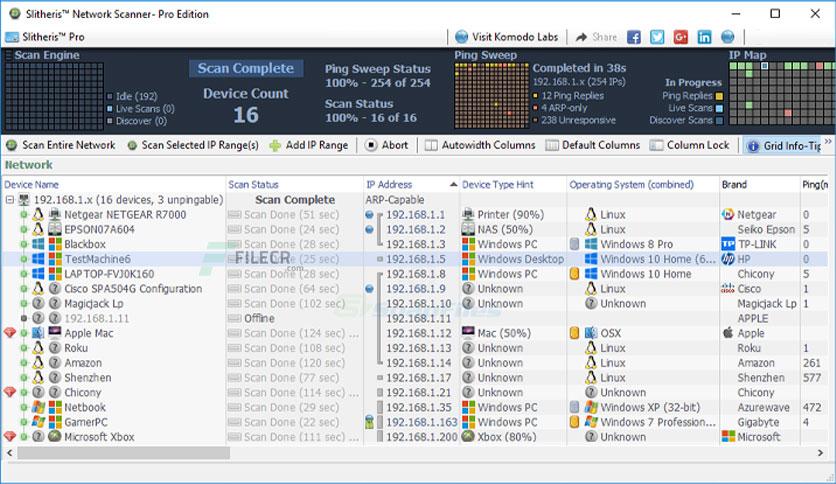 Slitheris™ Network Scanner- Pro Edition
Slitheris™ Pro Visit Komodo Labs Share
Scan Engine Ping Sweep IP Map
Scan Complete Ping Sweep Status Completed in 38s
100% - 254 of 254 192.168.1.x (254 IPs)
Device Count In Progress
Idle (192) 12 Ping Replies Ping Replies
Live Scans (0) 16 Scan Status 4 ARP-only Live Scans
Discover (0) 100% - 16 of 16 238 Unresponsive Discover Scans
Scan Entire Network Scan Selected IP Range(s) Add IP Range Abort Autowidth Columns Default Columns Column Lock Grid Info-Tip
Network
Device Name Scan Status IP Address Device Type Hint Operating System (combined) Brand Ping(n
192.168.1.x (16 devices, 3 unpingable) Scan Complete ARP-Capable
Netgear NETGEAR R7000 Scan Done (51 sec) 192.168.1.1 Printer (90%) Linux Netgear 0
EPSON07A604 Scan Done (24 sec) 192.168.1.2 NAS (50%) Linux Seiko Epson 5
Blackbox Scan Done (28 sec) 192.168.1.3 Windows PC Windows 8 Pro TP-LINK 0
TestMachine6 Scan Done (25 sec) 192.168.1.5 Windows Desktop Windows 10 Home (6... HP 0
LAPTOP-FVJ0K160 Scan Done (28 sec) 192.168.1.8 Windows PC Windows 10 Home Chicony 5
Cisco SPA504G Configuration Scan Done (64 sec) 192.168.1.9 Unknown Linux Cisco 1
Magicjack Lp Scan Done (102 sec) 192.168.1.10 Unknown Unknown Magicjack Lp 1
192.168.1.11 Offline 192.168.1.11 APPLE
Apple Mac Scan Done (124 sec) ... 192.168.1.12 Mac (50%) OSX Apple
Roku Scan Done (108 sec) 192.168.1.13 Unknown Linux Roku 1
Amazon Scan Done (120 sec) 192.168.1.14 Unknown Linux Amazon 261
Shenzhen Scan Done (77 sec) 192.168.1.17 Unknown Linux Shenzhen 577
Chicony Scan Done (114 sec) ... 192.168.1.21 Unknown Unknown Chicony
Netbook Scan Done (29 sec) 192.168.1.35 Windows PC Windows XP (32-bit) Azurewave 472
GamerPC Scan Done (22 sec) 192.168.1.163 Windows PC Windows 7 Profession... Gigabyte 4
Microsoft Xbox Scan Done (111 sec) ... 192.168.1.200 Xbox (80%) Unknown Microsoft
FILECR
.com